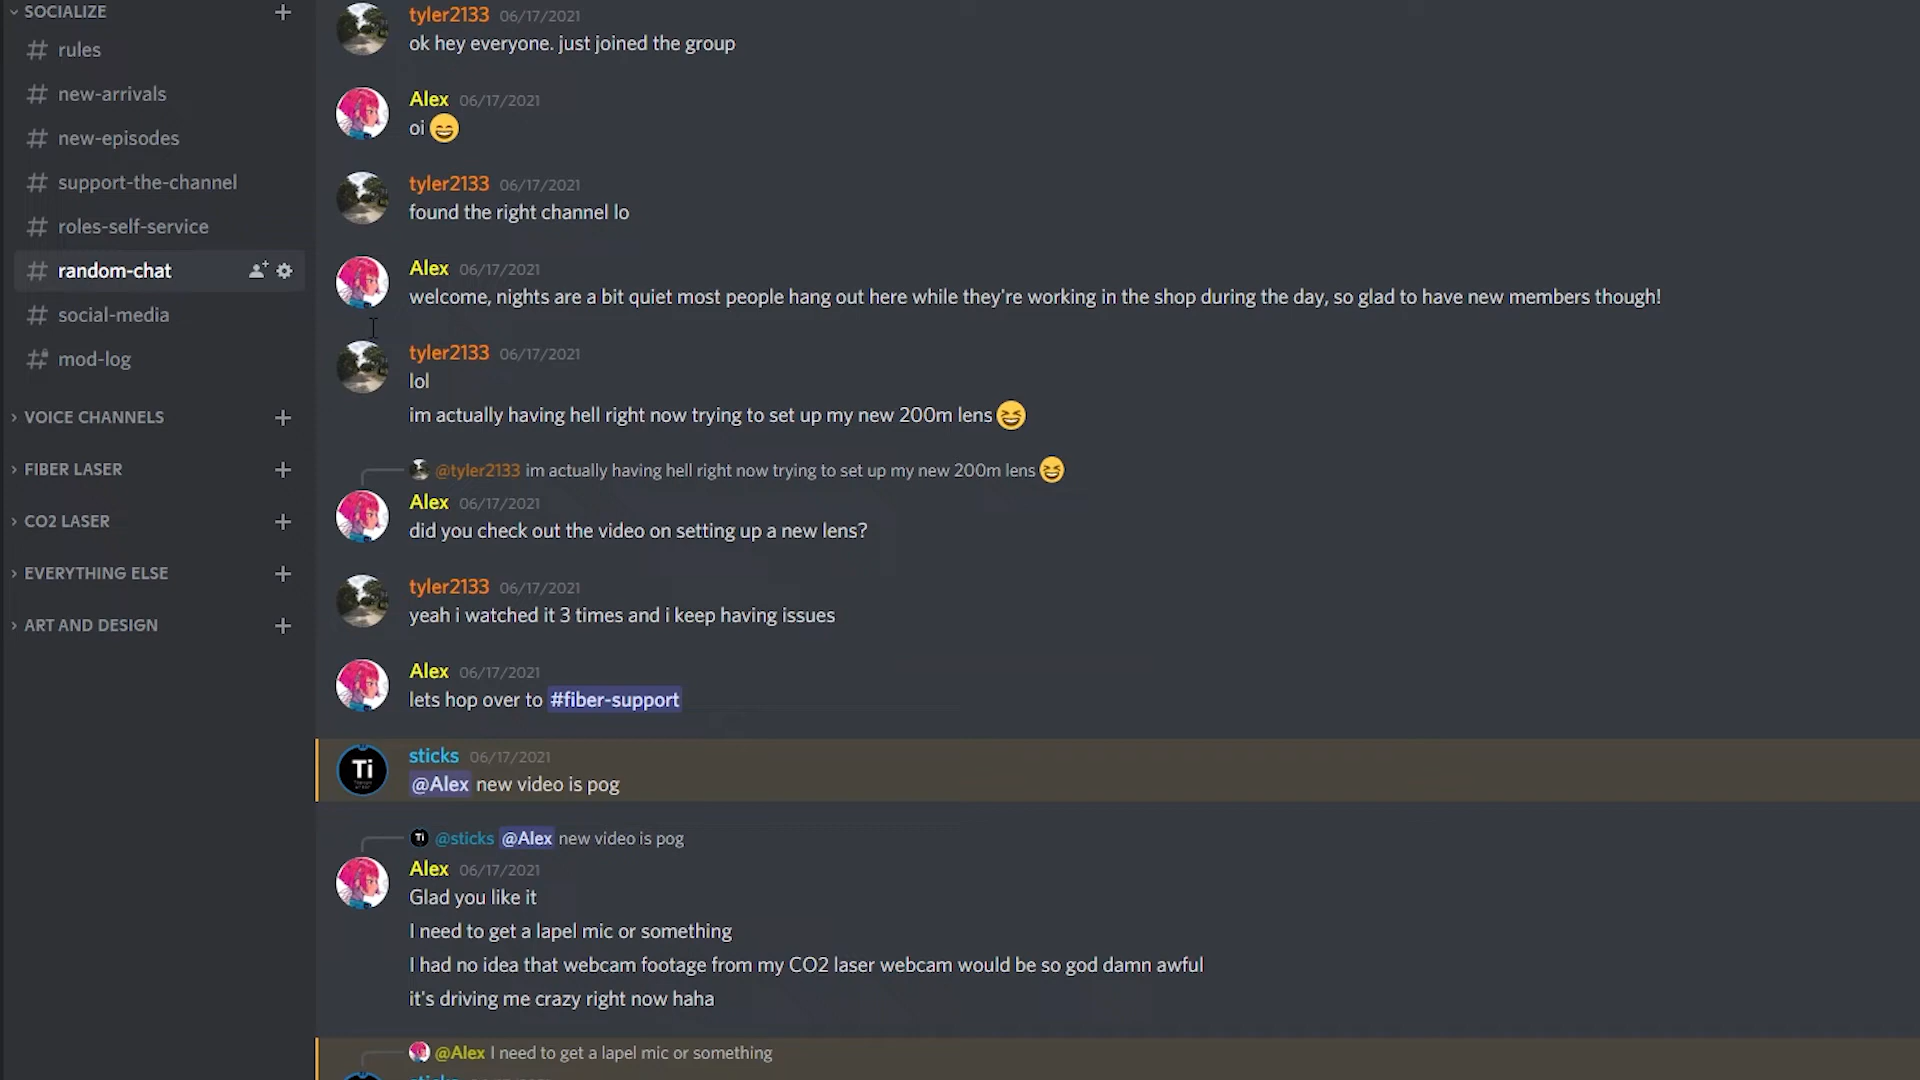 SOCIALIZE
rules
new-arrivals
new-episodes
support-the-channel
roles-self-service
random-chat
social-media
mod-log
VOICE CHANNELS
FIBER LASER
CO2 LASER
EVERYTHING ELSE
ART AND DESIGN
tyler2133 06/17/2021
ok hey everyone. just joined the group
Alex 06/17/2021
oi 😄
tyler2133 06/17/2021
found the right channel lo
Alex 06/17/2021
welcome, nights are a bit quiet most people hang out here while they're working in the shop during the day, so glad to have new members though!
tyler2133 06/17/2021
lol
im actually having hell right now trying to set up my new 200m lens 😆
@tyler2133 im actually having hell right now trying to set up my new 200m lens 😆
Alex 06/17/2021
did you check out the video on setting up a new lens?
tyler2133 06/17/2021
yeah i watched it 3 times and i keep having issues
Alex 06/17/2021
lets hop over to #fiber-support
Ti
sticks 06/17/2021
@Alex new video is pog
Ti @sticks @Alex new video is pog
Alex 06/17/2021
Glad you like it
I need to get a lapel mic or something
I had no idea that webcam footage from my CO2 laser webcam would be so god damn awful
it's driving me crazy right now haha
@Alex I need to get a lapel mic or something